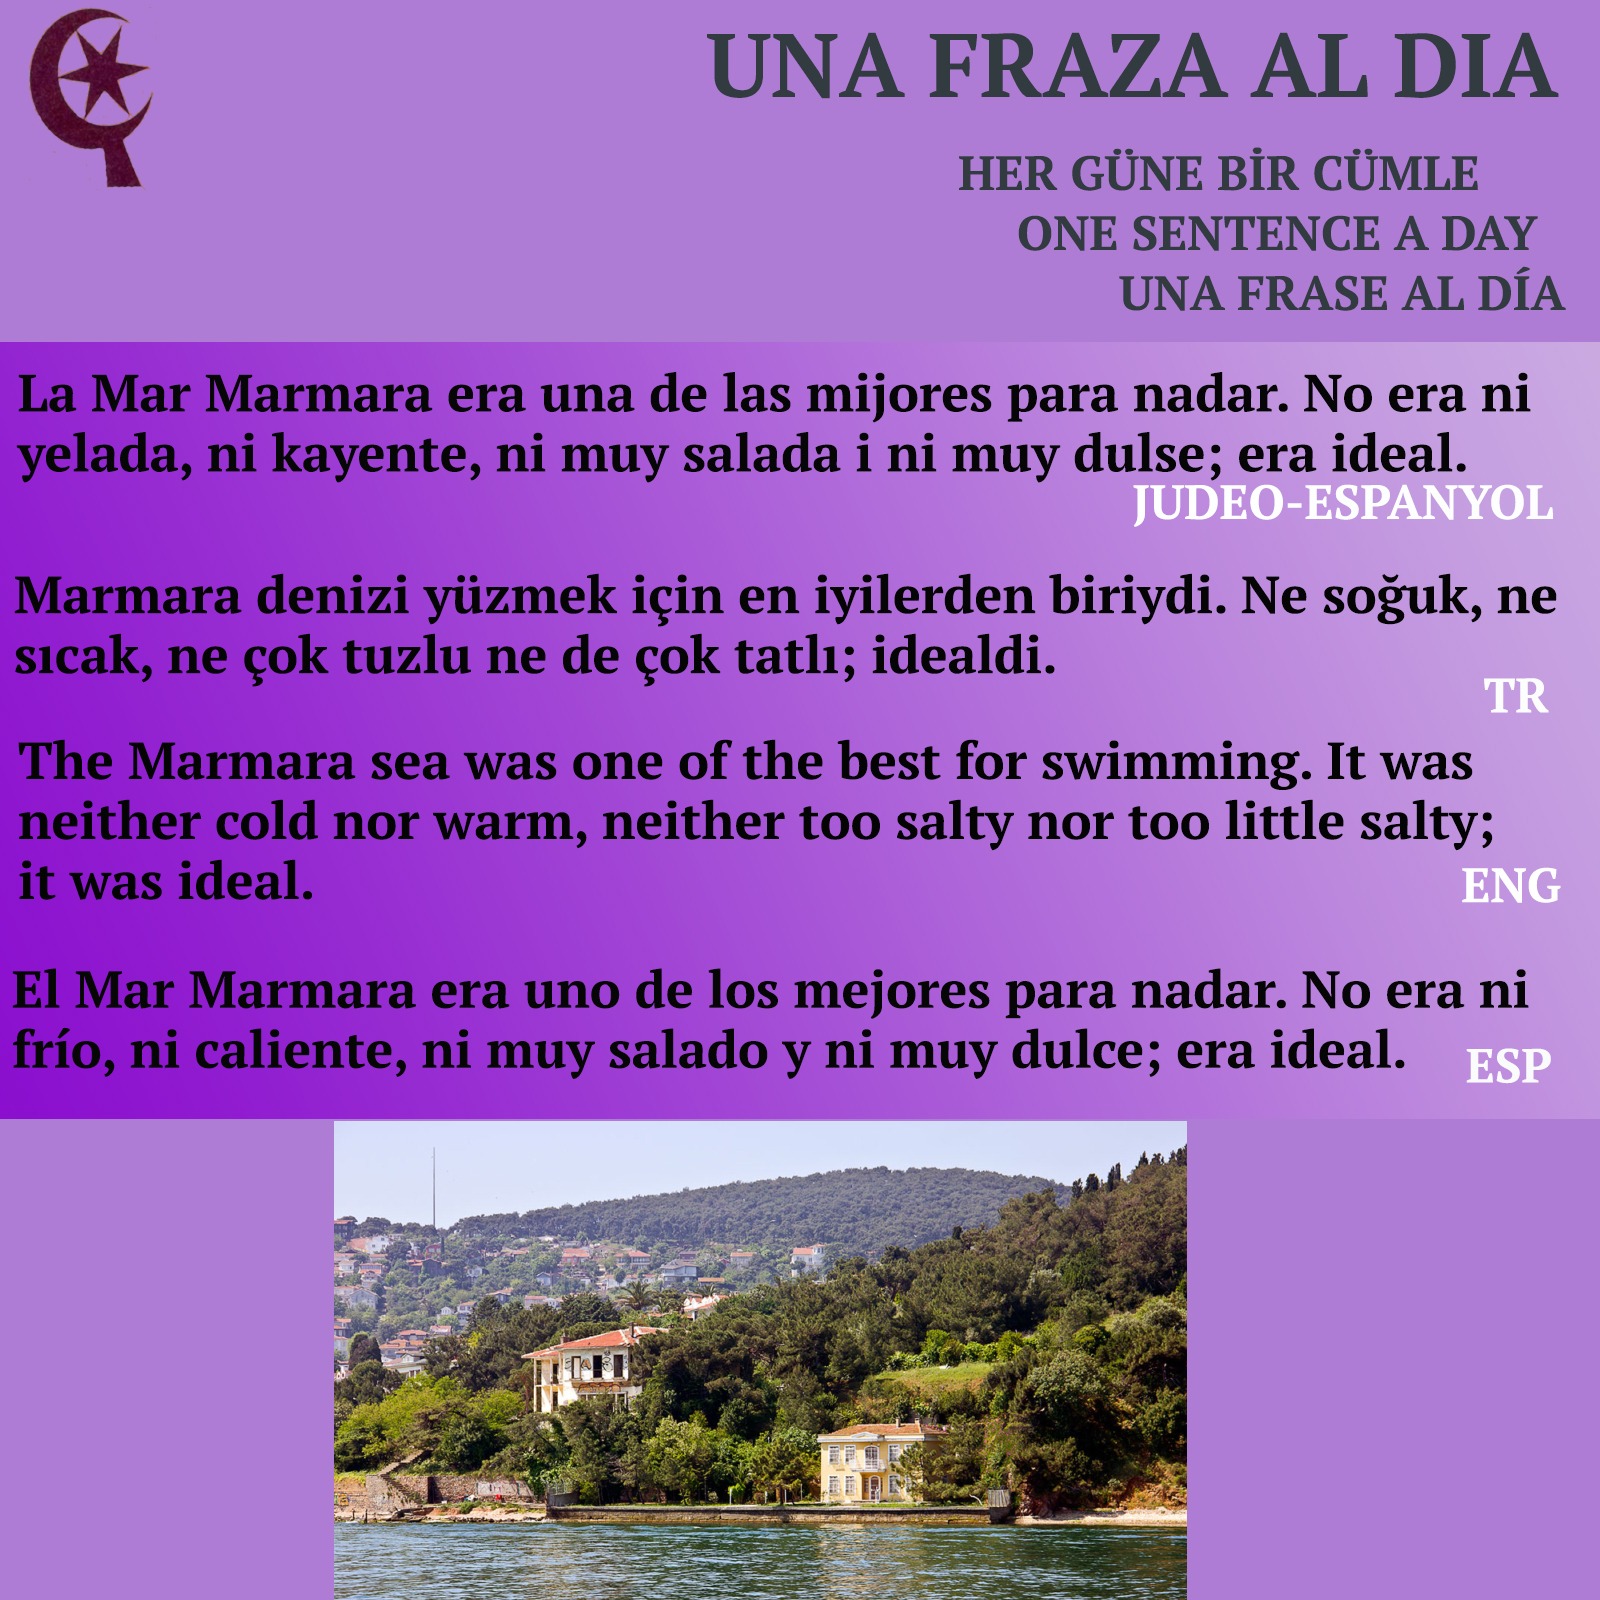 UNA FRAZA AL DIA
HER GÜNE BİR CÜMLE
ONE SENTENCE A DAY
UNA FRASE AL DÍA
La Mar Marmara era una de las mijores para nadar. No era ni
yelada, ni kayente, ni muy salada i ni muy dulse; era ideal.
JUDEO-ESPANYOL
Marmara denizi yüzmek için en iyilerden biriydi. Ne soğuk, ne
sıcak, ne çok tuzlu ne de çok tatlı; idealdi.
TR
The Marmara sea was one of the best for swimming. It was
neither cold nor warm, neither too salty nor too little salty;
it was ideal.
ENG
El Mar Marmara era uno de los mejores para nadar. No era ni
frío, ni caliente, ni muy salado y ni muy dulce; era ideal.
ESP